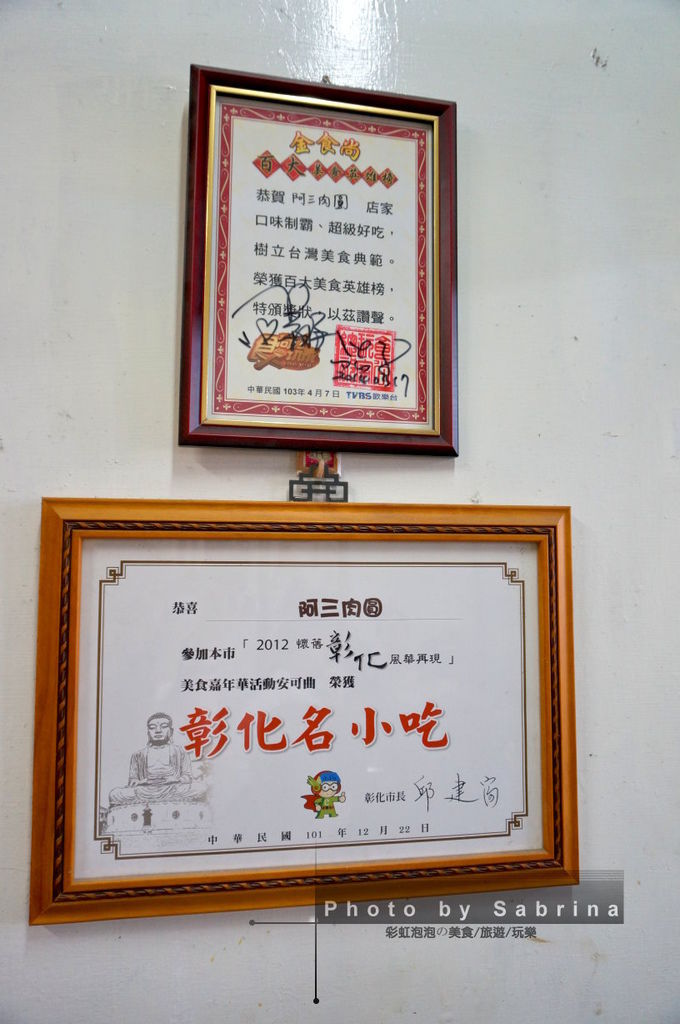 金食尚
百大美食英雄榜
恭賀 阿三肉圓 店家
口味制霸、超級好吃，
樹立台灣美食典範。
榮獲百大美食英雄榜，
特頒獎狀，以茲讚聲。
中華民國 103年 4月 7日 TVBS歡樂台
恭喜 阿三肉圓
參加本市「2012 懷舊彰化風華再現」
美食嘉年華活動安可曲 榮獲
彰化名小吃
彰化市長 邱建富
中華民國 101 年 12 月 22 日
Photo by Sabrina
彩虹泡泡の美食/旅遊/玩樂